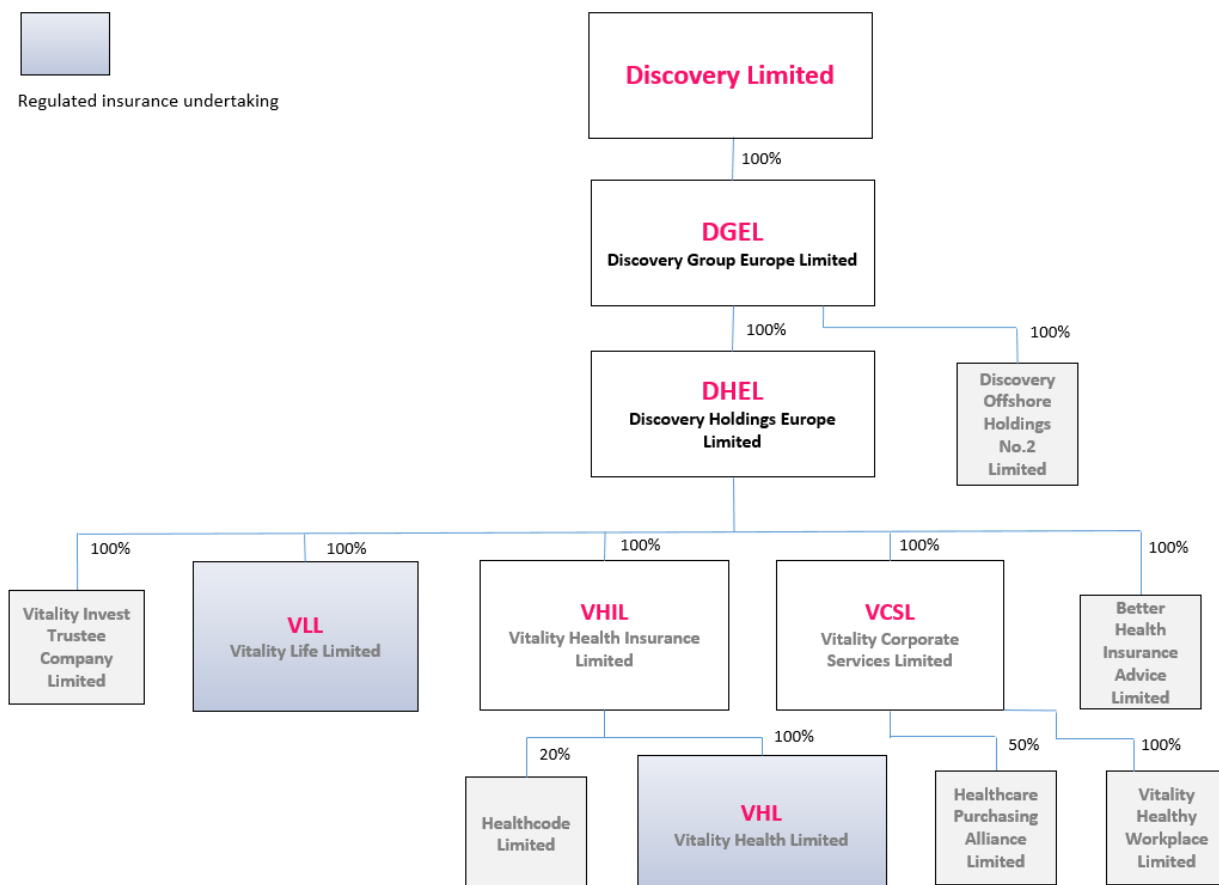 Discovery Limited
Regulated insurance undertaking
100%
DGEL
Discovery Group Europe Limited
100%
100%
DHEL
Discovery Holdings Europe
Limited
Discovery
Offshore
Holdings
No.2
Limited
100%
100%
100%
100%
100%
Vitality Invest
Trustee
Company
Limited
VLL
Vitality Life Limited
VHIL
Vitality Health Insurance
Limited
VCSL
Vitality Corporate
Services Limited
Better
Health
Insurance
Advice
Limited
20%
100%
50%
100%
Healthcode
Limited
VHL
Vitality Health Limited
Healthcare
Purchasing
Alliance
Limited
Vitality
Healthy
Workplace
Limited